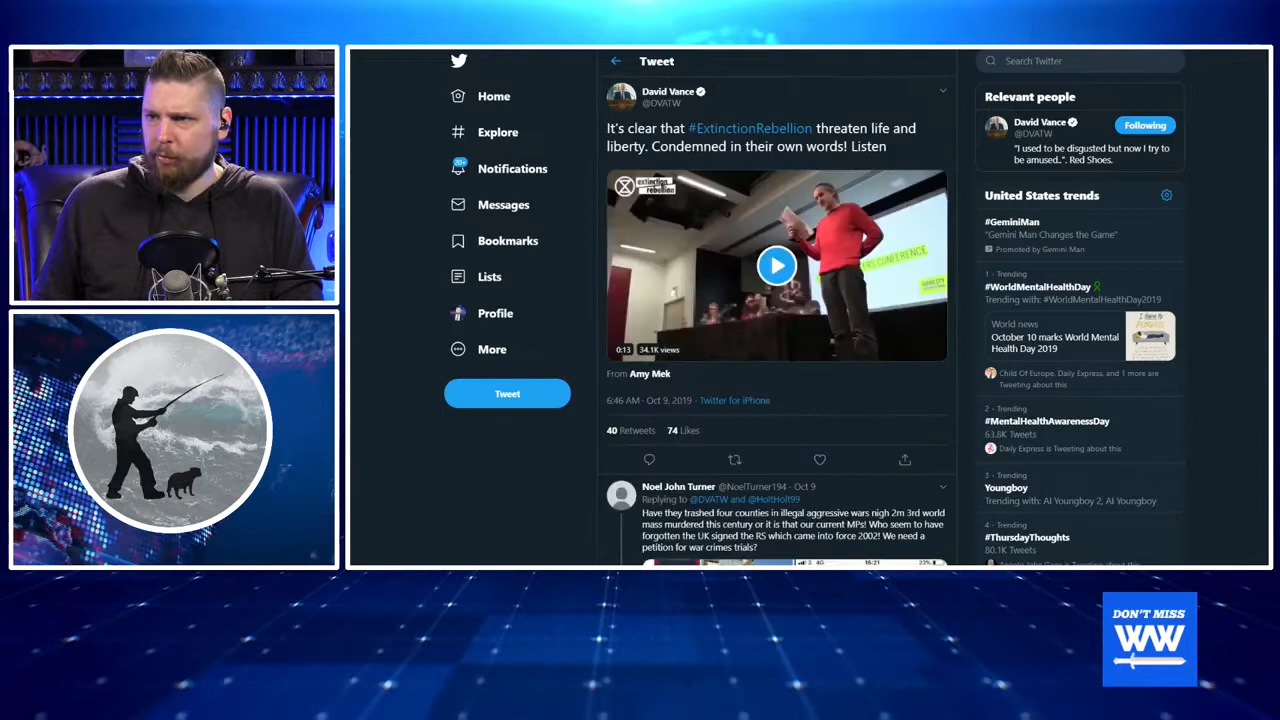 Home
Explore
20+
Notifications
Messages
Bookmarks
Lists
Profile
More
Tweet
Tweet
David Vance
@DVATW
It's clear that #ExtinctionRebellion threaten life and
liberty. Condemned in their own words! Listen
extinction
rebellion
RS CONFERENCE
0:13 34.1K views
From Amy Mek
6:46 AM · Oct 9, 2019 · Twitter for iPhone
40 Retweets 74 Likes
Noel John Turner @NoelTurner194 · Oct 9
Replying to @DVATW and @HoltHolt99
Have they trashed four counties in illegal aggressive wars nigh 2m 3rd world
mass murdered this century or it is that our current MPs! Who seem to have
forgotten the UK signed the RS which came into force 2002! We need a
petition for war crimes trials?
4G 15:21 23%
Search Twitter
Relevant people
David Vance
@DVATW
Following
"I used to be disgusted but now I try to
be amused..". Red Shoes.
United States trends
#GeminiMan
"Gemini Man Changes the Game"
Promoted by Gemini Man
1 · Trending
#WorldMentalHealthDay
Trending with: #WorldMentalHealthDay2019
World news
October 10 marks World Mental
Health Day 2019
Child Of Europe, Daily Express, and 1 more are
Tweeting about this
2 · Trending
#MentalHealthAwarenessDay
63.8K Tweets
Daily Express is Tweeting about this
3 · Trending
Youngboy
Trending with: AI Youngboy 2, AI Youngboy
4 · Trending
#ThursdayThoughts
80.1K Tweets
DON'T MISS
WAW